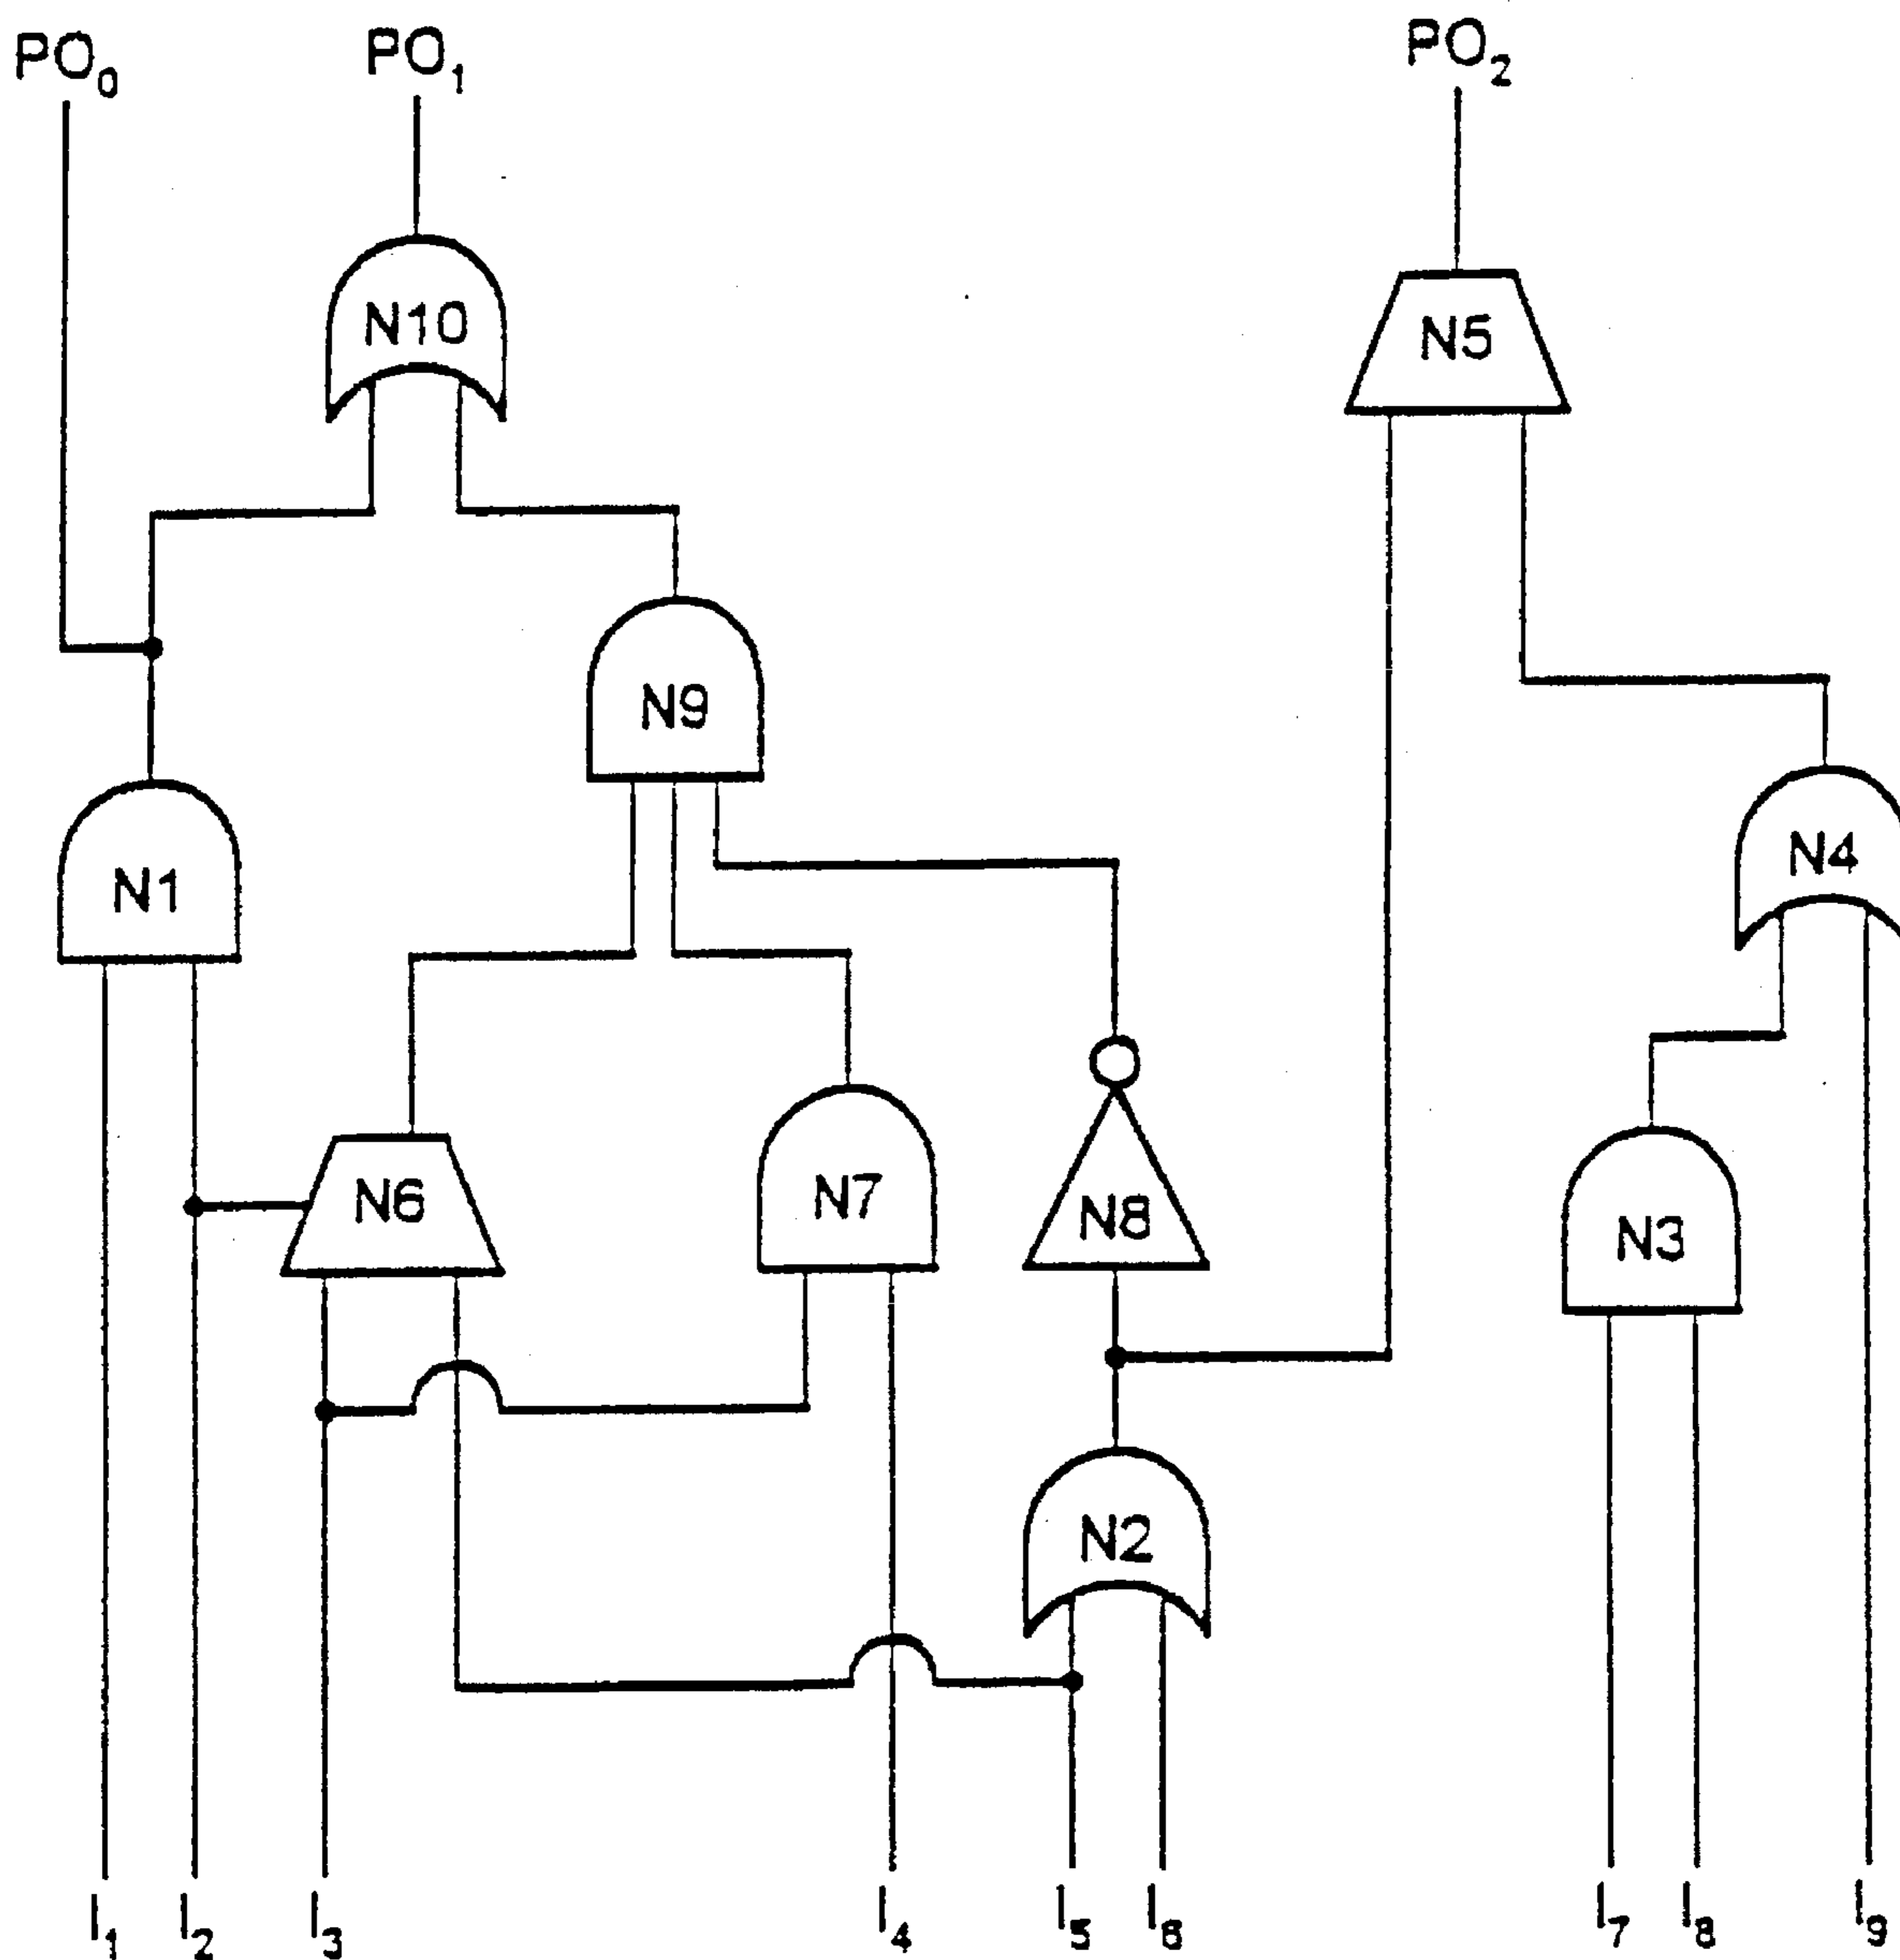 PO₀ PO₁ PO₂
N10
N5
N9
N4
N1
N6 N7 N8 N3
N2
I₁ I₂ I₃ I₄ I₅ I₆ I₇ I₈ I₉